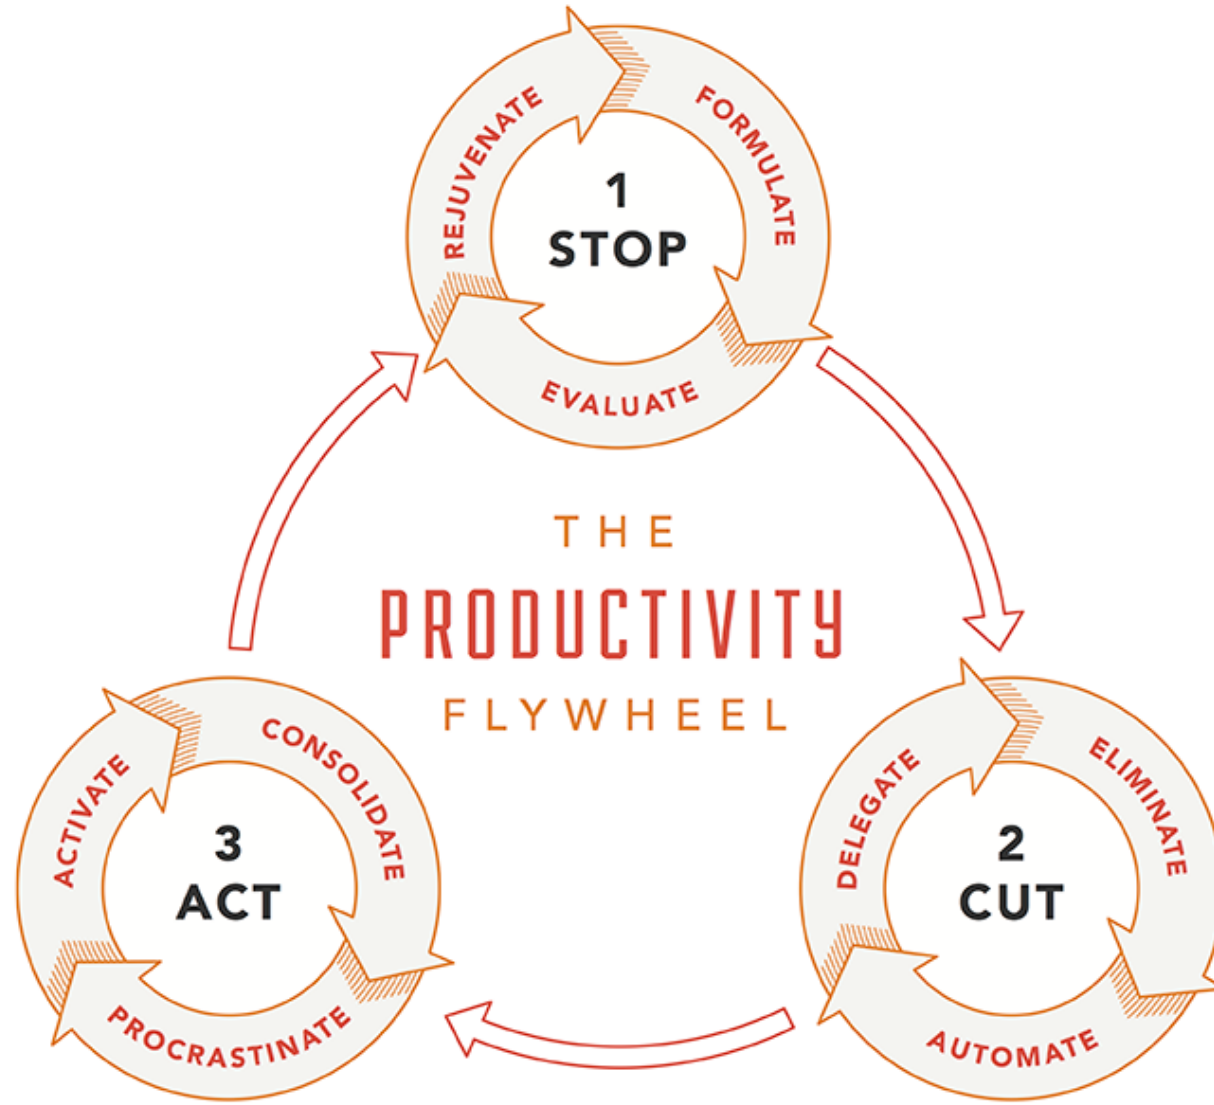 1
STOP
FORMULATE
EVALUATE
REJUVENATE
THE
PRODUCTIVITY
FLYWHEEL
2
CUT
ELIMINATE
AUTOMATE
DELEGATE
3
ACT
CONSOLIDATE
PROCRASTINATE
ACTIVATE